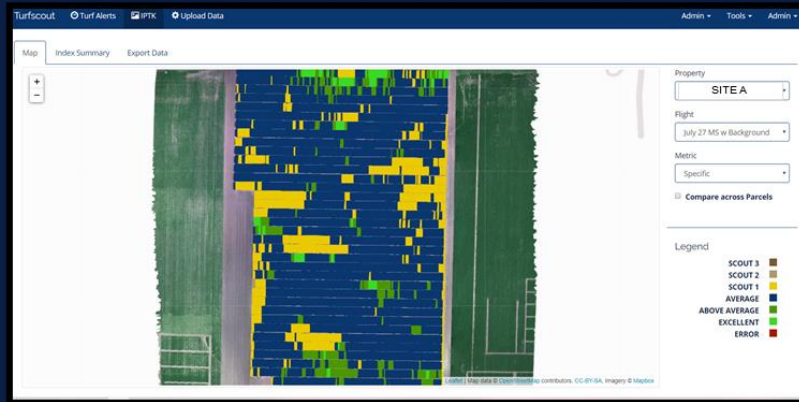 Turfscout Turf Alerts IPTK Upload Data Admin Tools Admin
Map Index Summary Export Data
+
-
Property
SITE A
Flight
July 27 MS w Background
Metric
Specific
Compare across Parcels
Legend
SCOUT 3
SCOUT 2
SCOUT 1
AVERAGE
ABOVE AVERAGE
EXCELLENT
ERROR
Leaflet | Map data © OpenStreetMap contributors, CC-BY-SA, Imagery © Mapbox